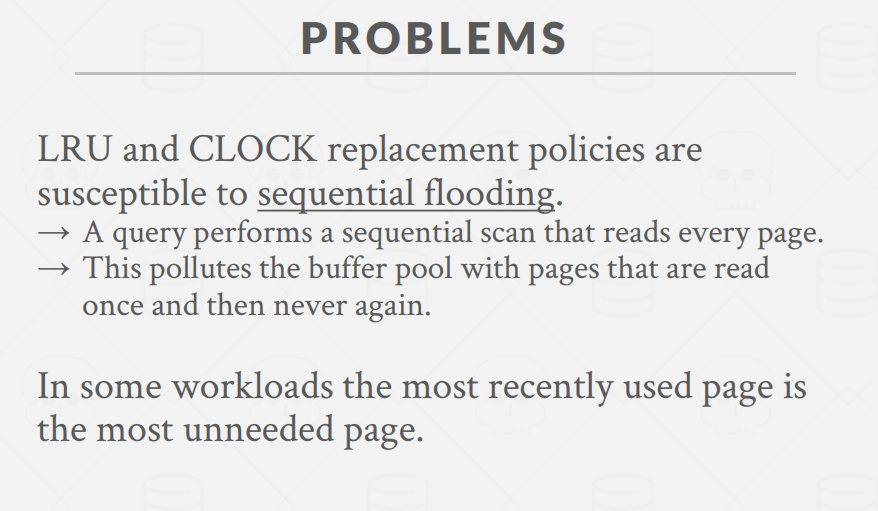 PROBLEMS
LRU and CLOCK replacement policies are
susceptible to sequential flooding.
→ A query performs a sequential scan that reads every page.
→ This pollutes the buffer pool with pages that are read
once and then never again.
In some workloads the most recently used page is
the most unneeded page.